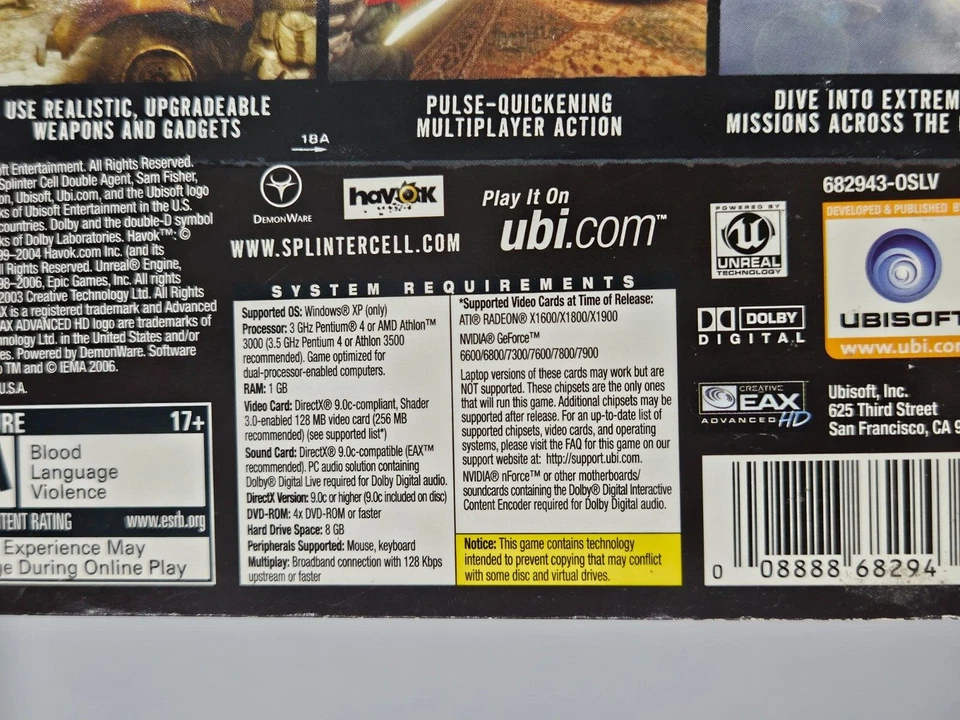 USE REALISTIC, UPGRADEABLE
WEAPONS AND GADGETS
PULSE-QUICKENING
MULTIPLAYER ACTION
DIVE INTO
MISSIONS ACROSS THE
18A
Entertainment. All Rights Reserved.
Splinter Cell Double Agent, Sam Fisher,
Ubisoft, Ubi.com, and the Ubisoft logo
of Ubisoft Entertainment in the U.S.
countries. Dolby and the double-D symbol
of Dolby Laboratories. Havok™: ©
-2004 Havok.com Inc. (and its
Rights Reserved. Unreal® Engine,
-2006, Epic Games, Inc. All rights
2003 Creative Technology Ltd. All Rights
is a registered trademark and Advanced
ADVANCED HD logo are trademarks of
Ltd. in the United States and/or
Powered by DemonWare. Software
TM and © IEMA 2006.
U.S.A.
17+
Blood
Language
Violence
RATING
www.esrb.org
Experience May
During Online Play
DEMONWARE
havok
WWW.SPLINTERCELL.COM
Play It On
ubi.com™
SYSTEM REQUIREMENTS
Supported OS: Windows® XP (only)
Processor: 3 GHz Pentium® 4 or AMD Athlon™
3000 (3.5 GHz Pentium 4 or Athlon 3500
recommended). Game optimized for
dual-processor-enabled computers.
RAM: 1 GB
Video Card: DirectX® 9.0c-compliant, Shader
3.0-enabled 128 MB video card (256 MB
recommended) (see supported list*)
Sound Card: DirectX® 9.0c-compatible (EAX™
recommended). PC audio solution containing
Dolby® Digital Live required for Dolby Digital audio.
DirectX Version: 9.0c or higher (9.0c included on disc)
DVD-ROM: 4x DVD-ROM or faster
Hard Drive Space: 8 GB
Peripherals Supported: Mouse, keyboard
Multiplay: Broadband connection with 128 Kbps
upstream or faster
*Supported Video Cards at Time of Release:
ATI® RADEON® X1600/X1800/X1900
NVIDIA® GeForce™
6600/6800/7300/7600/7800/7900
Laptop versions of these cards may work but are
NOT supported. These chipsets are the only ones
that will run this game. Additional chipsets may be
supported after release. For an up-to-date list of
supported chipsets, video cards, and operating
systems, please visit the FAQ for this game on our
support website at: http://support.ubi.com.
NVIDIA® nForce™ or other motherboards/
soundcards containing the Dolby® Digital Interactive
Content Encoder required for Dolby Digital audio.
Notice: This game contains technology
intended to prevent copying that may conflict
with some disc and virtual drives.
POWERED BY
UNREAL
TECHNOLOGY
DOLBY
DIGITAL
CREATIVE
EAX
ADVANCED HD
682943-OSLV
DEVELOPED & PUBLISHED
UBISOFT
www.ubi.
Ubisoft, Inc.
625 Third Street
San Francisco, CA
0 08888 68294